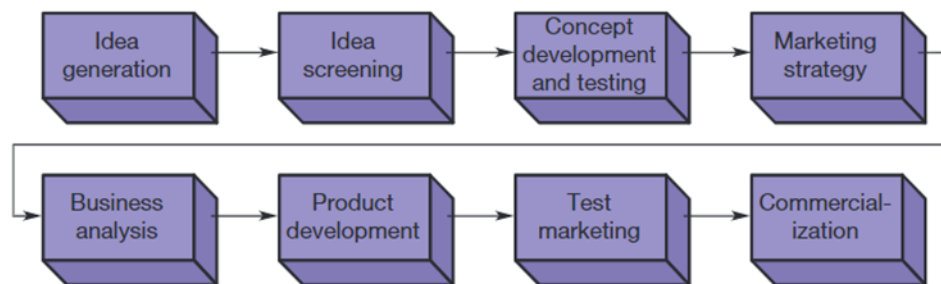 Idea
generation
Idea
screening
Concept
development
and testing
Marketing
strategy
Business
analysis
Product
development
Test
marketing
Commercial-
ization